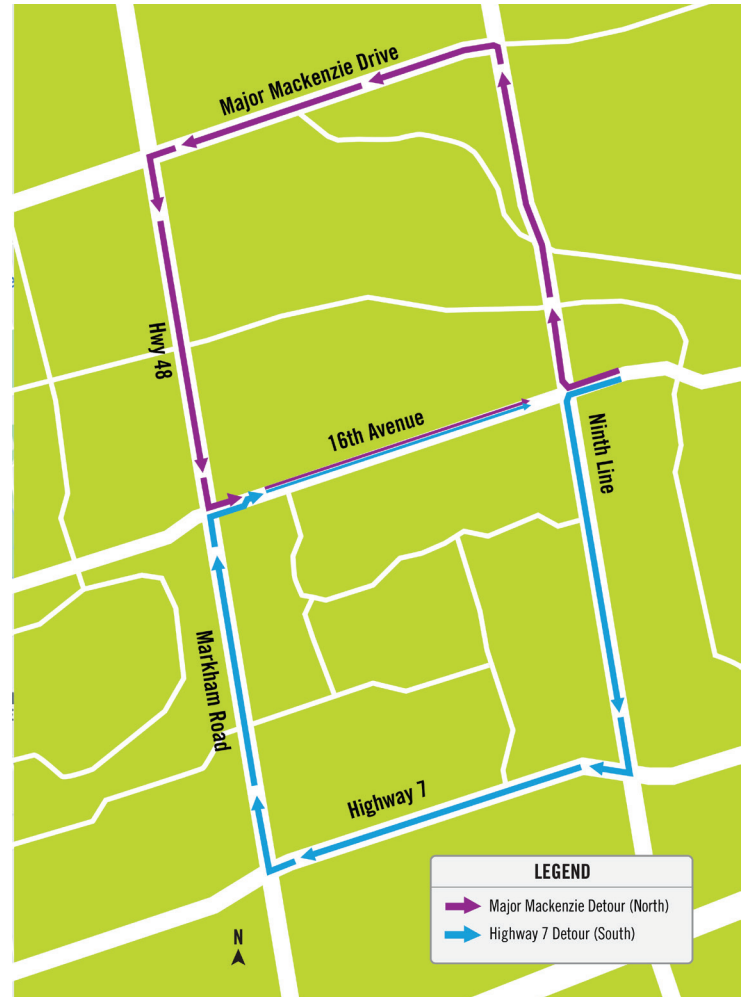 Major Mackenzie Drive
Hwy 48
16th Avenue
Ninth Line
Markham Road
Highway 7
N
LEGEND
Major Mackenzie Detour (North)
Highway 7 Detour (South)